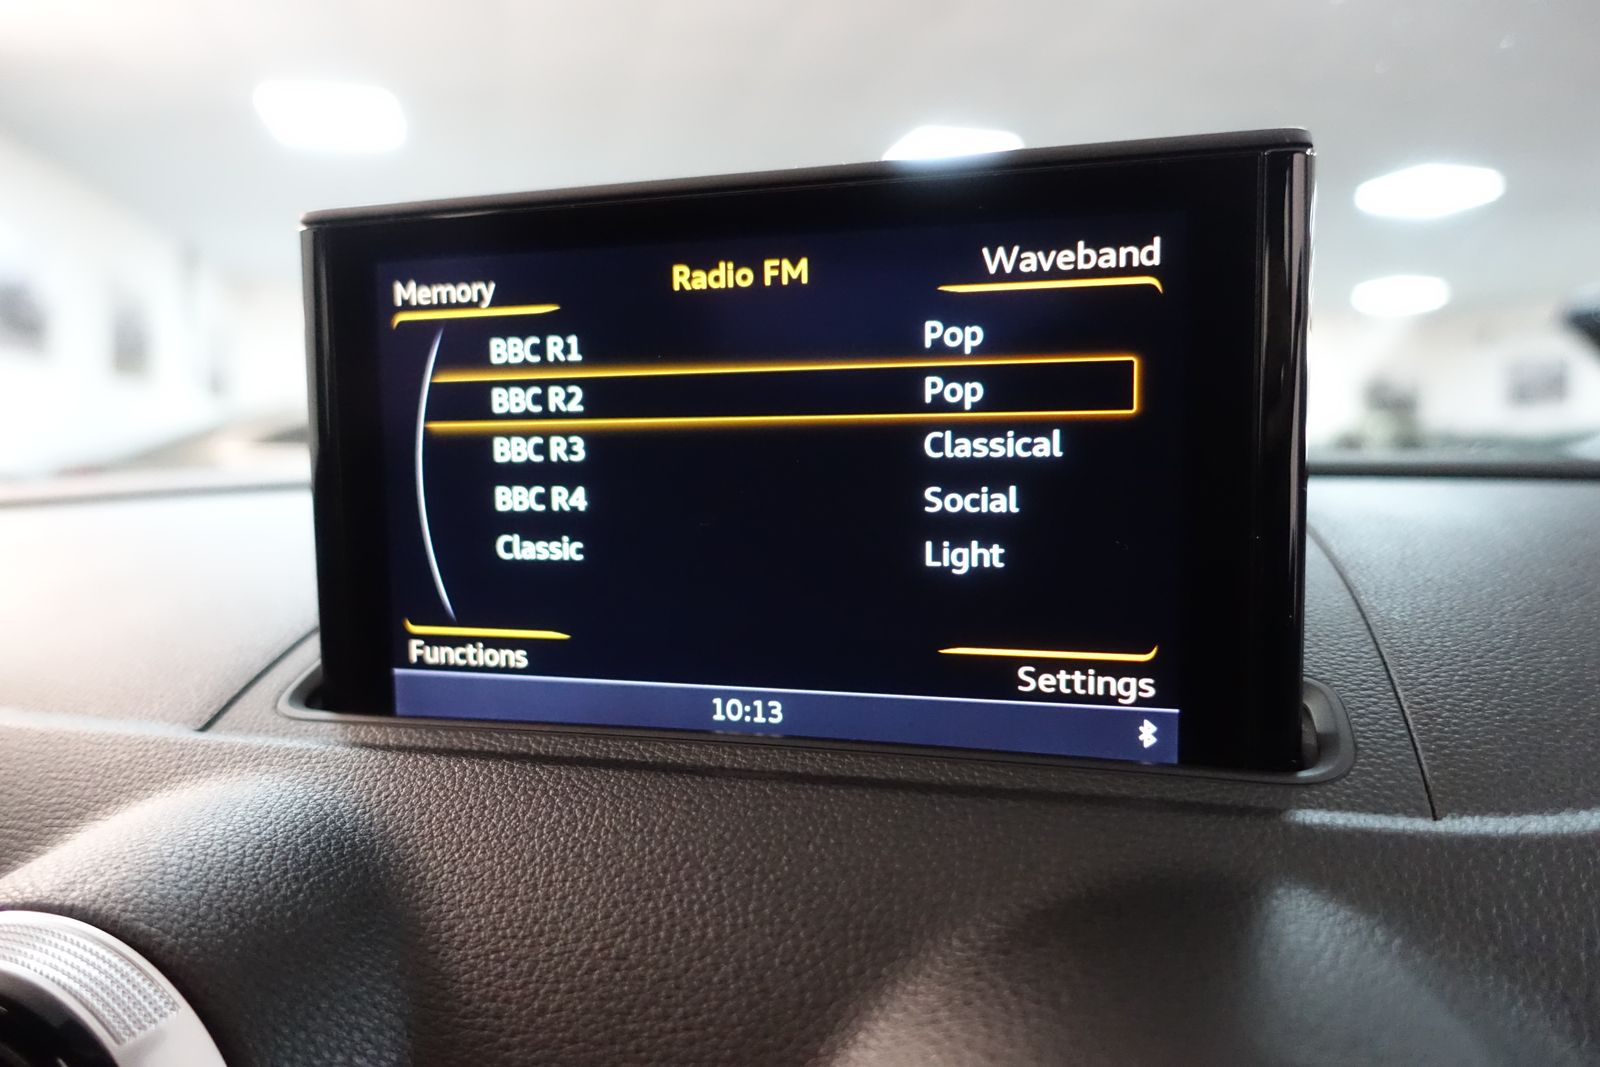 Memory Radio FM Waveband
BBC R1 Pop
BBC R2 Pop
BBC R3 Classical
BBC R4 Social
Classic Light
Functions Settings
10:13